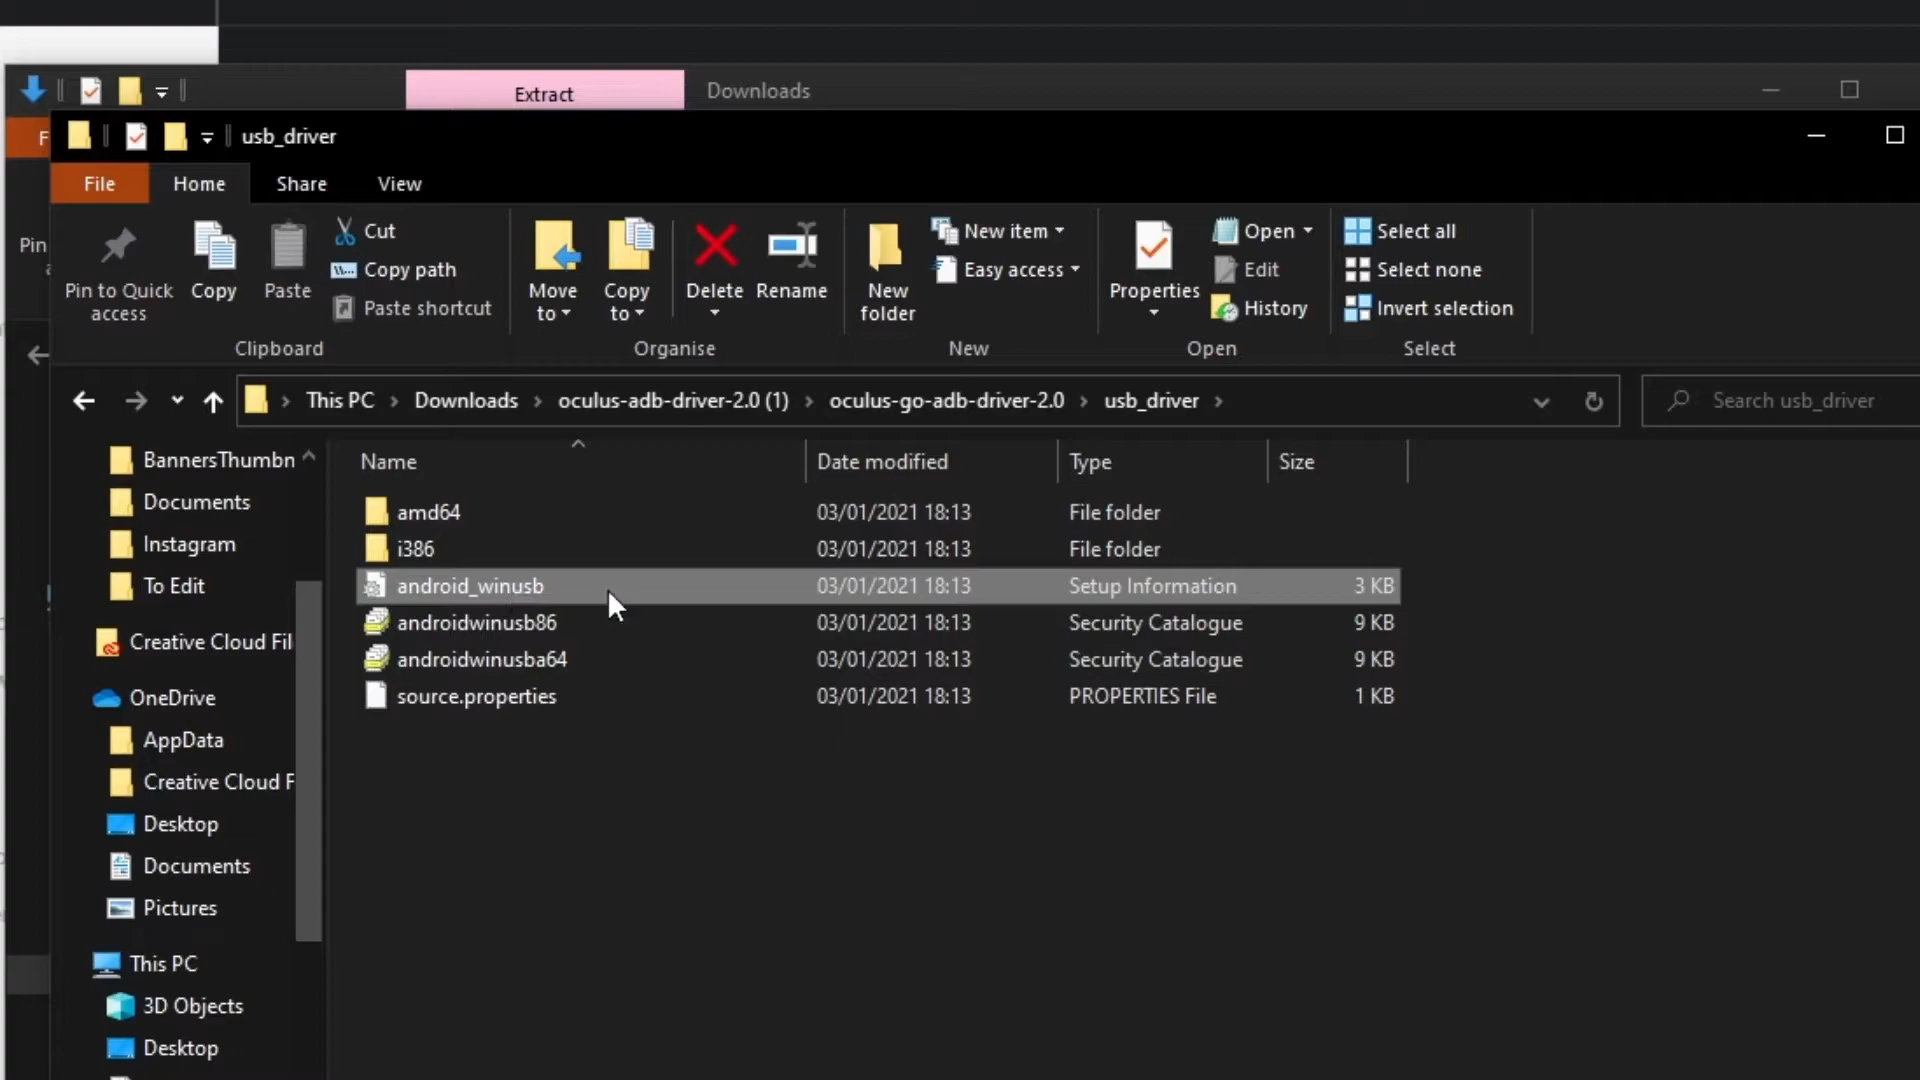 Extract
Downloads
F
usb_driver
File
Home
Share
View
Pin
Pin to Quick
access
Copy
Paste
Cut
Copy path
Paste shortcut
Clipboard
Move
to
Copy
to
Delete
Rename
Organise
New
folder
New item
Easy access
New
Properties
Open
Edit
History
Open
Select all
Select none
Invert selection
Select
This PC
Downloads
oculus-adb-driver-2.0 (1)
oculus-go-adb-driver-2.0
usb_driver
Search usb_driver
BannersThumbn
Documents
Instagram
To Edit
Creative Cloud Fil
OneDrive
AppData
Creative Cloud F
Desktop
Documents
Pictures
This PC
3D Objects
Desktop
Name Date modified Type Size
amd64 03/01/2021 18:13 File folder
i386 03/01/2021 18:13 File folder
android_winusb 03/01/2021 18:13 Setup Information 3 KB
androidwinusb86 03/01/2021 18:13 Security Catalogue 9 KB
androidwinusba64 03/01/2021 18:13 Security Catalogue 9 KB
source.properties 03/01/2021 18:13 PROPERTIES File 1 KB